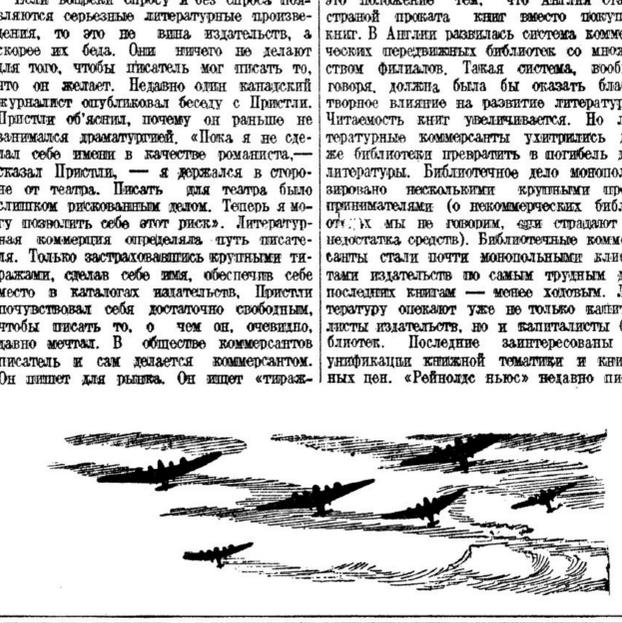 Если вопреки спросу и без спроса поя-
вляются серьезные литературные произве-
дения, то это не вина издательств, а
скорее их беда. Они ничего не делают
для того, чтобы писатель мог писать то,
что он желает. Недавно один канадский
журналист опубликовал беседу с Пристли.
Пристли об'яснил, почему он раньше не
занимался драматургией. «Пока я не сде-
лал себе имени в качестве романиста,—
сказал Пристли, — я держался в сторо-
не от театра. Писать для театра было
слишком рискованным делом. Теперь я мо-
гу позволить себе этот риск». Литератур-
ная коммерция определяла путь писате-
ля. Только застраховавшись крупными ти-
ражами, сделав себе имя, обеспечив себе
место в каталогах издательств, Пристли
почувствовал себя достаточно свободным,
чтобы писать то, о чем он, очевидно,
давно мечтал. В обществе коммерсантов
писатель и сам делается коммерсантом.
Он пишет для рынка. Он ищет «тираж-
это положение тем, что Англия ста
страной проката книг вместо покуп
книг. В Англии развилась система комме
ческих передвижных библиотек со множ
ством филиалов. Такая система, вооб
говоря, должна была бы оказать бла
творное влияние на развитие литератур
Читаемость книг увеличивается. Но л
тературные коммерсанты ухитрились д
же библиотеки превратить в погибель д
литературы. Библиотечное дело монопол
зировано несколькими крупными пр
принимателями (о некоммерческих библ
мы не говорим, они страдают
недостатка средств). Библиотечные комме
санты стали почти монопольными клие
тами издательств по самым трудным д
последних книгам — менее ходовым. Л
тературу опекают уже не только капит
листы издательств, но и капиталисты б
блиотек. Последние заинтересованы
унификации книжной тематики и кни
ных цен. «Рейнолдс ньюс» недавно пи